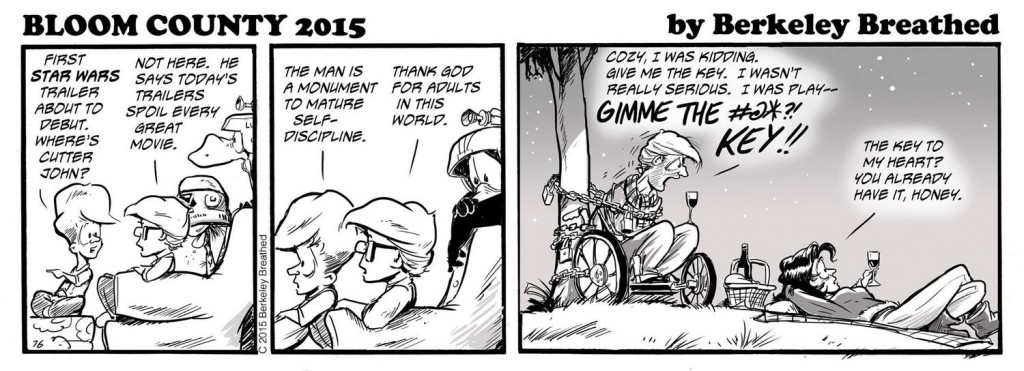 BLOOM COUNTY 2015
by Berkeley Breathed
FIRST
STAR WARS
TRAILER
ABOUT TO
DEBUT.
WHERE'S
CUTTER
JOHN?
NOT HERE. HE
SAYS TODAY'S
TRAILERS
SPOIL EVERY
GREAT
MOVIE.
76
© 2015 Berkeley Breathed
THE MAN IS
A MONUMENT
TO MATURE
SELF-
DISCIPLINE.
THANK GOD
FOR ADULTS
IN THIS
WORLD.
COZY, I WAS KIDDING.
GIVE ME THE KEY. I WASN'T
REALLY SERIOUS. I WAS PLAY--
GIMME THE #@*?!
KEY!!
THE KEY TO
MY HEART?
YOU ALREADY
HAVE IT, HONEY.